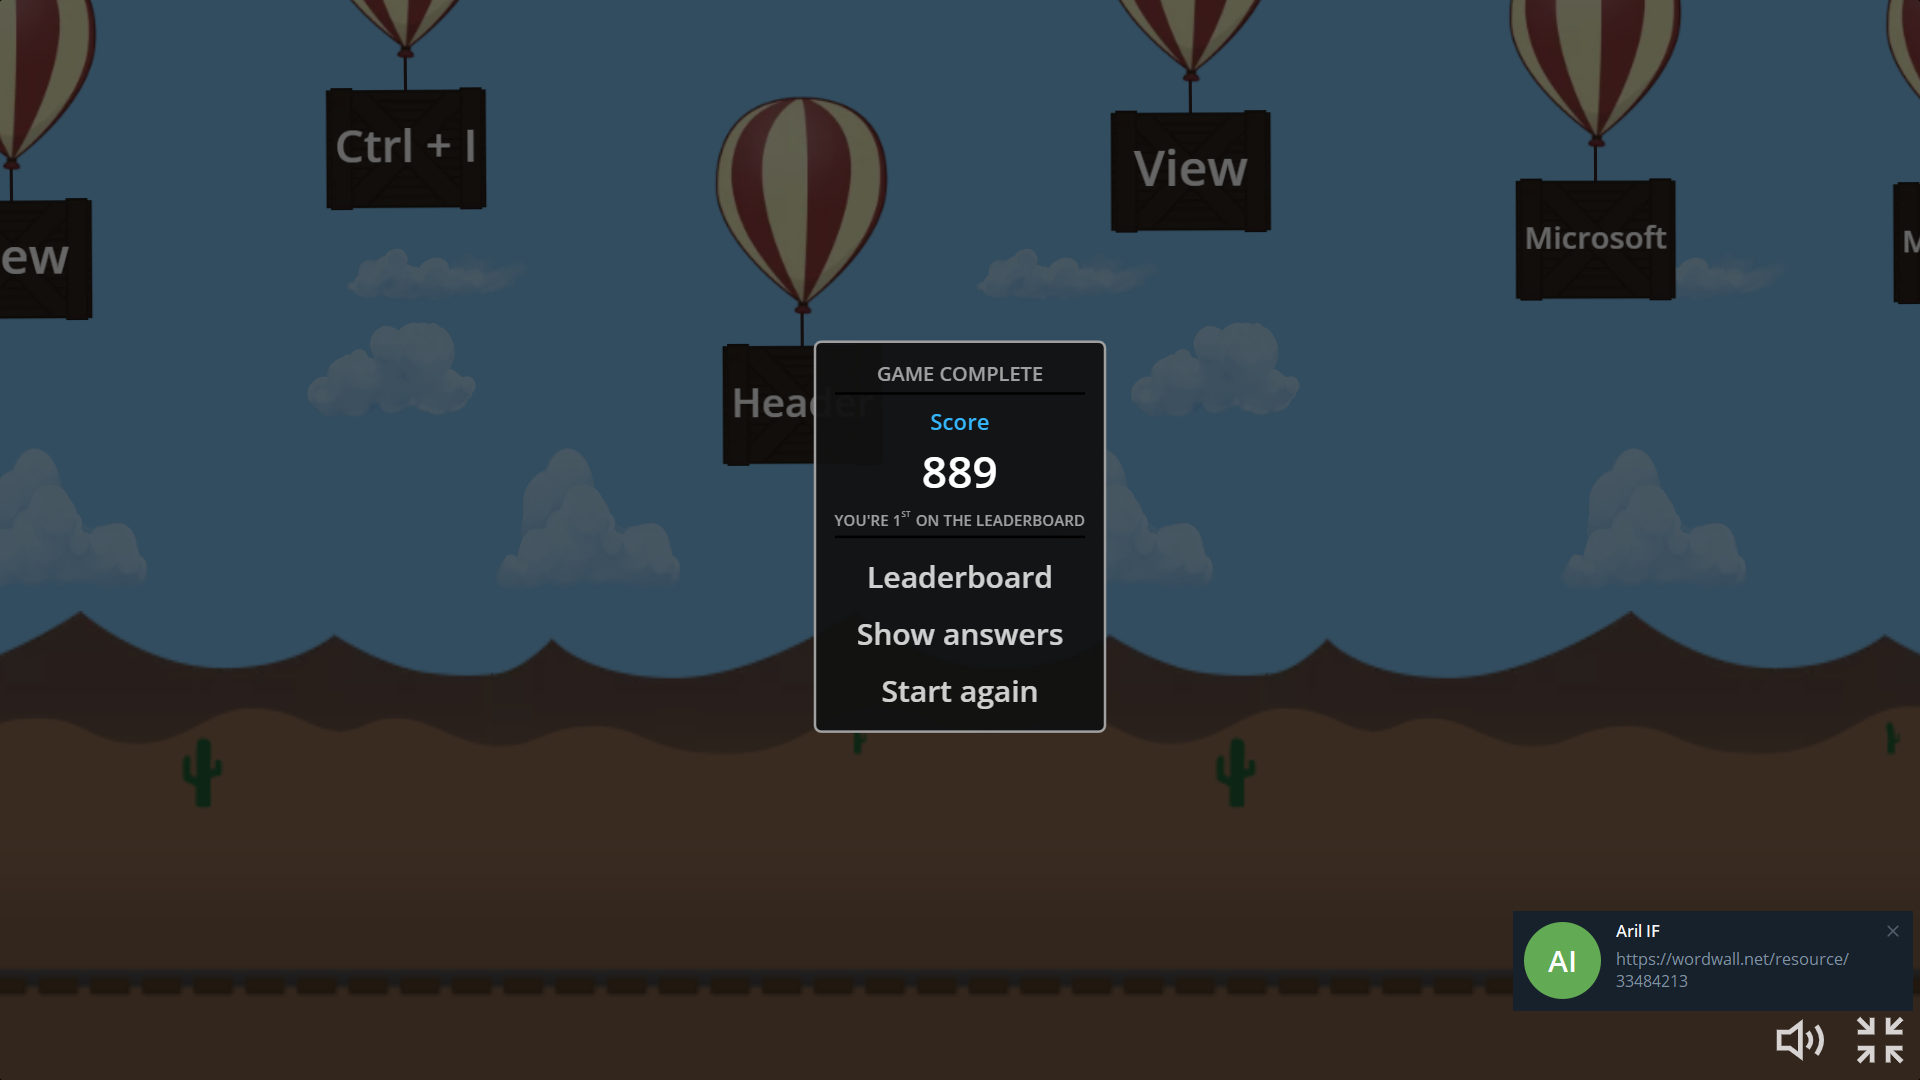 Ctrl + I
View
Microsoft
ew
Header
GAME COMPLETE
Score
889
YOU'RE 1ST ON THE LEADERBOARD
Leaderboard
Show answers
Start again
Aril IF
AI
https://wordwall.net/resource/
33484213